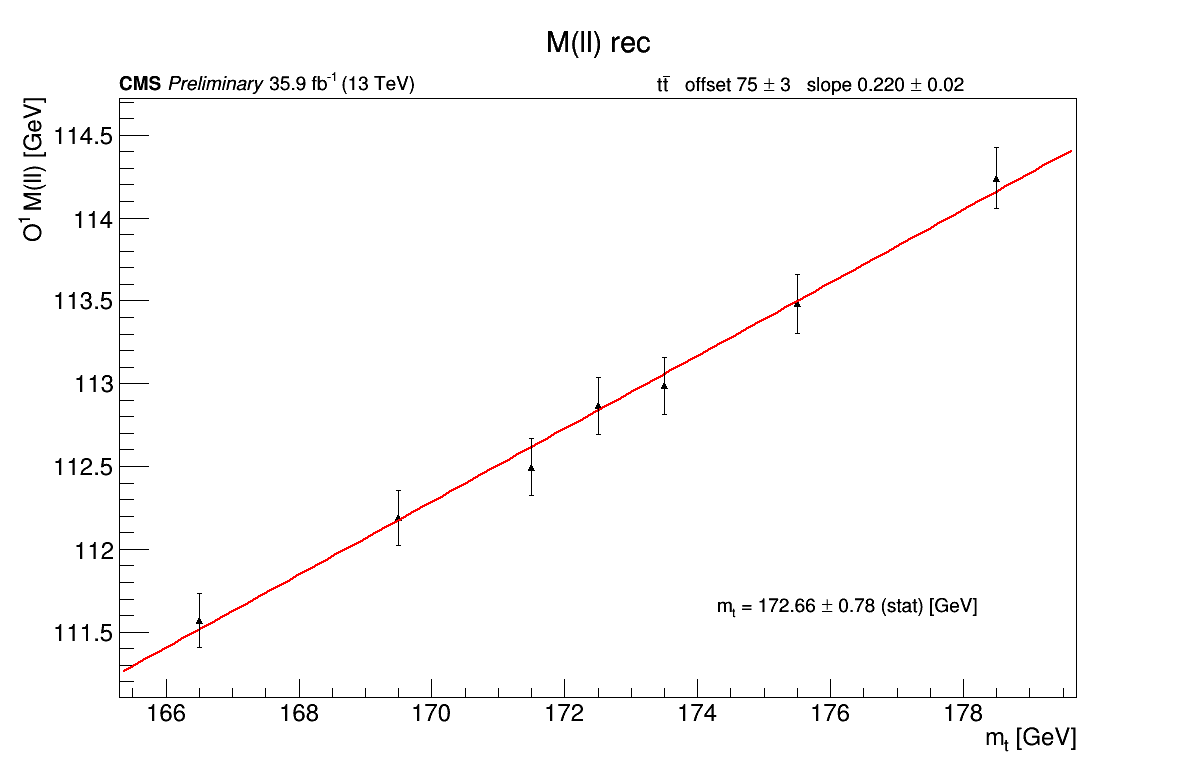 M(ll) rec
CMS Preliminary 35.9 fb⁻¹ (13 TeV)
tt̄ offset 75 ± 3 slope 0.220 ± 0.02
O¹ M(ll) [GeV]
114.5
114
113.5
113
112.5
112
111.5
mₜ = 172.66 ± 0.78 (stat) [GeV]
166 168 170 172 174 176 178
mₜ [GeV]